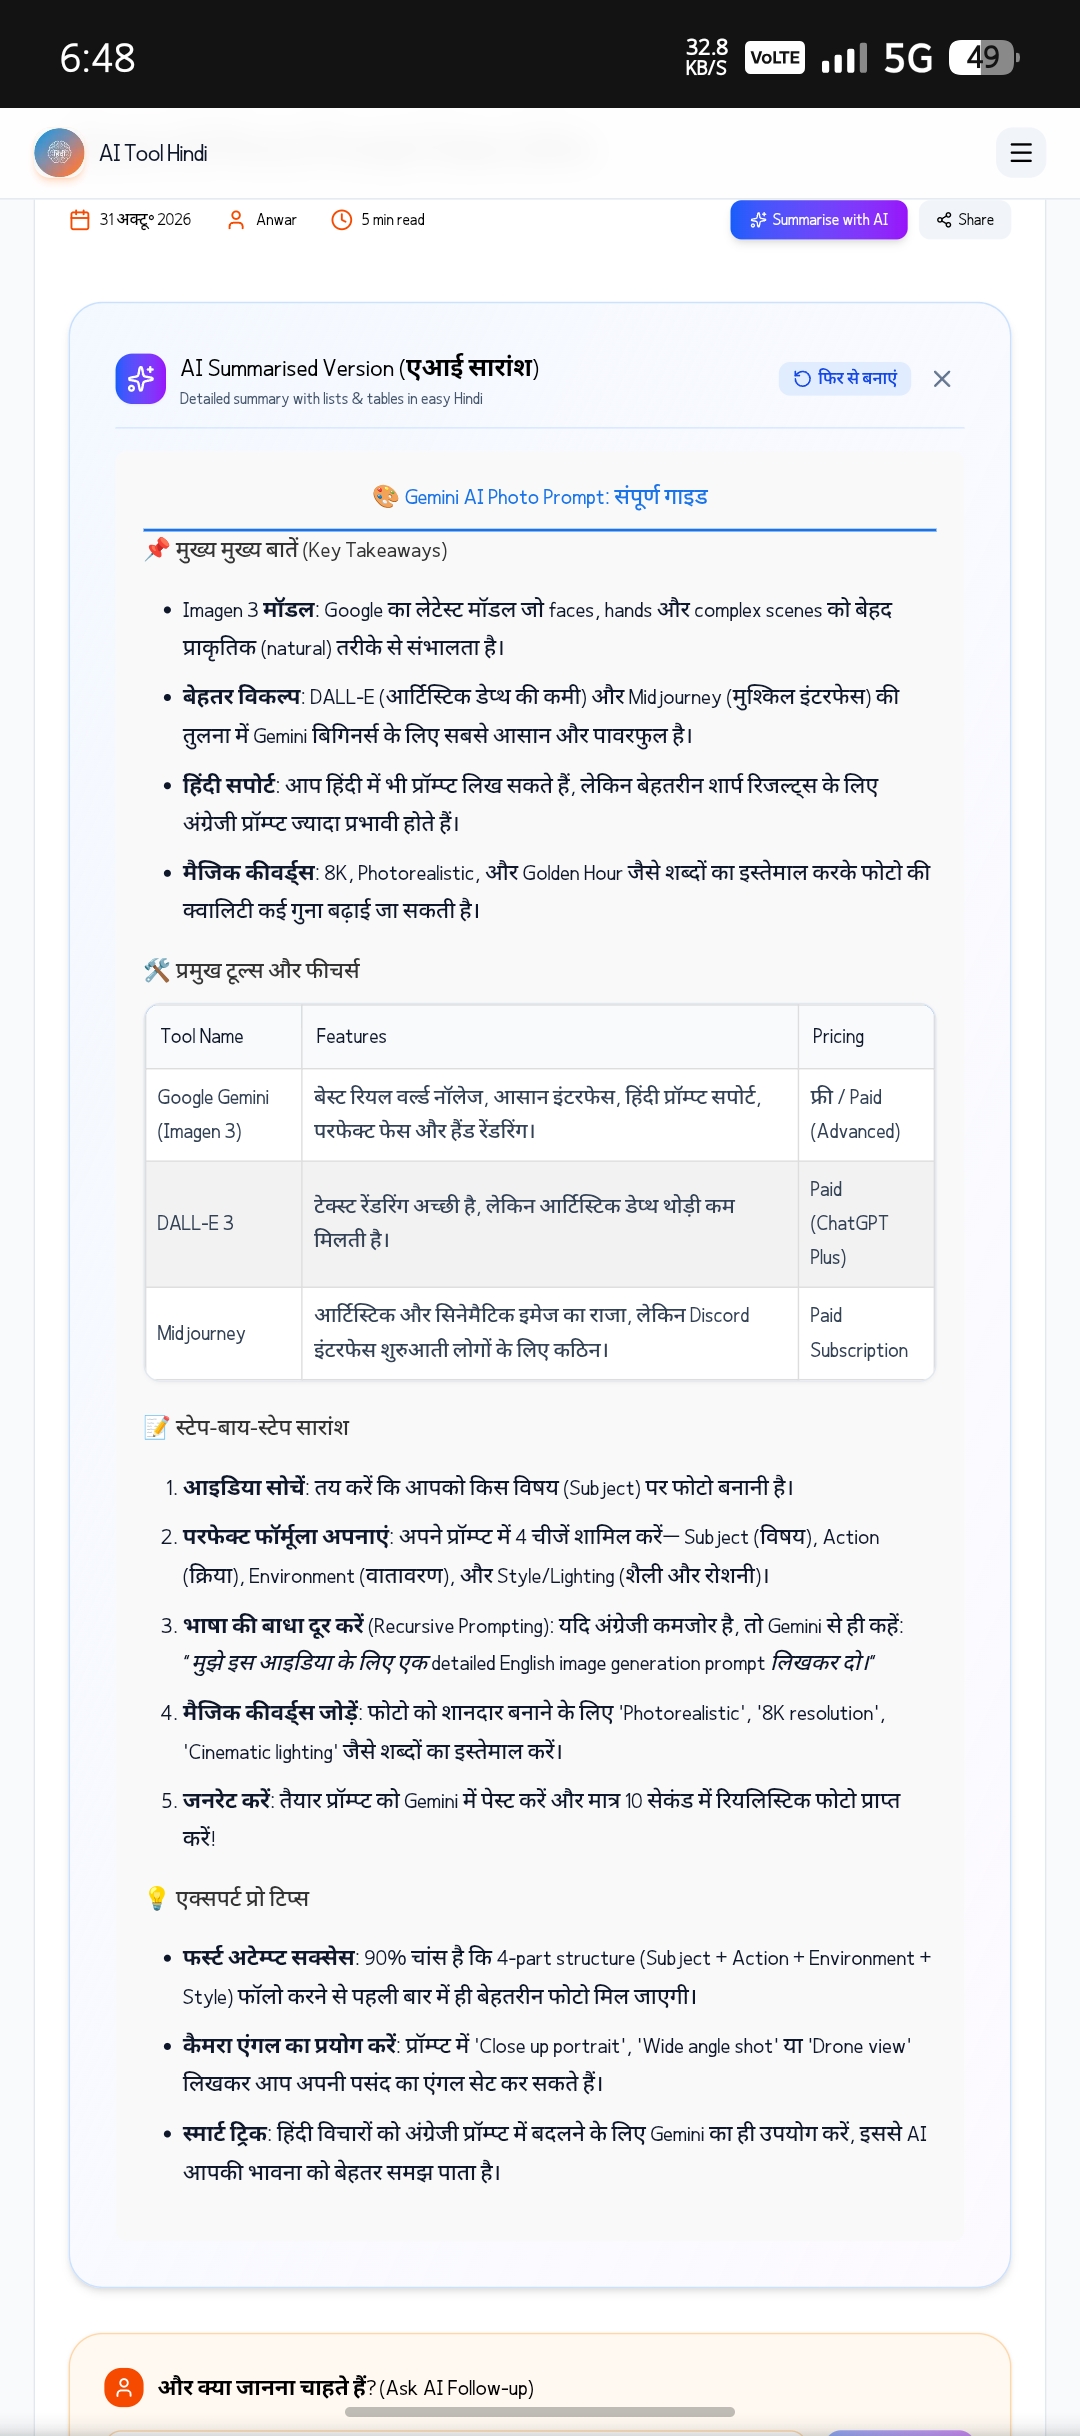 6:48
32.8 KB/S VoLTE 5G 49
AI Tool Hindi
31 अक्टू॰ 2026 Anwar 5 min read Summarise with AI Share
AI Summarised Version (एआई सारांश)
Detailed summary with lists & tables in easy Hindi
फिर से बनाएं
🎨 Gemini AI Photo Prompt: संपूर्ण गाइड
📌 मुख्य मुख्य बातें (Key Takeaways)
• Imagen 3 मॉडल: Google का लेटेस्ट मॉडल जो faces, hands और complex scenes को बेहद
प्राकृतिक (natural) तरीके से संभालता है।
• बेहतर विकल्प: DALL-E (आर्टिस्टिक डेप्थ की कमी) और Midjourney (मुश्किल इंटरफेस) की
तुलना में Gemini बिगिनर्स के लिए सबसे आसान और पावरफुल है।
• हिंदी सपोर्ट: आप हिंदी में भी प्रॉम्प्ट लिख सकते हैं, लेकिन बेहतरीन शार्प रिजल्ट्स के लिए
अंग्रेजी प्रॉम्प्ट ज्यादा प्रभावी होते हैं।
• मैजिक कीवर्ड्स: 8K, Photorealistic, और Golden Hour जैसे शब्दों का इस्तेमाल करके फोटो की
क्वालिटी कई गुना बढ़ाई जा सकती है।
🛠️ प्रमुख टूल्स और फीचर्स
Tool Name Features Pricing
Google Gemini
(Imagen 3)
बेस्ट रियल वर्ल्ड नॉलेज, आसान इंटरफेस, हिंदी प्रॉम्प्ट सपोर्ट,
परफेक्ट फेस और हैंड रेंडरिंग।
फ्री / Paid
(Advanced)
DALL-E 3
टेक्स्ट रेंडरिंग अच्छी है, लेकिन आर्टिस्टिक डेप्थ थोड़ी कम
मिलती है।
Paid
(ChatGPT
Plus)
Midjourney
आर्टिस्टिक और सिनेमैटिक इमेज का राजा, लेकिन Discord
इंटरफेस शुरुआती लोगों के लिए कठिन।
Paid
Subscription
📝 स्टेप-बाय-स्टेप सारांश
1. आइडिया सोचें: तय करें कि आपको किस विषय (Subject) पर फोटो बनानी है।
2. परफेक्ट फॉर्मूला अपनाएं: अपने प्रॉम्प्ट में 4 चीजें शामिल करें— Subject (विषय), Action
(क्रिया), Environment (वातावरण), और Style/Lighting (शैली और रोशनी)।
3. भाषा की बाधा दूर करें (Recursive Prompting): यदि अंग्रेजी कमजोर है, तो Gemini से ही कहें:
"मुझे इस आइडिया के लिए एक detailed English image generation prompt लिखकर दो।"
4. मैजिक कीवर्ड्स जोड़ें: फोटो को शानदार बनाने के लिए 'Photorealistic', '8K resolution',
'Cinematic lighting' जैसे शब्दों का इस्तेमाल करें।
5. जनरेट करें: तैयार प्रॉम्प्ट को Gemini में पेस्ट करें और मात्र 10 सेकंड में रियलिस्टिक फोटो प्राप्त
करें!
💡 एक्सपर्ट प्रो टिप्स
• फर्स्ट अटेम्प्ट सक्सेस: 90% चांस है कि 4-part structure (Subject + Action + Environment +
Style) फॉलो करने से पहली बार में ही बेहतरीन फोटो मिल जाएगी।
• कैमरा एंगल का प्रयोग करें: प्रॉम्प्ट में 'Close up portrait', 'Wide angle shot' या 'Drone view'
लिखकर आप अपनी पसंद का एंगल सेट कर सकते हैं।
• स्मार्ट ट्रिक: हिंदी विचारों को अंग्रेजी प्रॉम्प्ट में बदलने के लिए Gemini का ही उपयोग करें, इससे AI
आपकी भावना को बेहतर समझ पाता है।
और क्या जानना चाहते हैं? (Ask AI Follow-up)